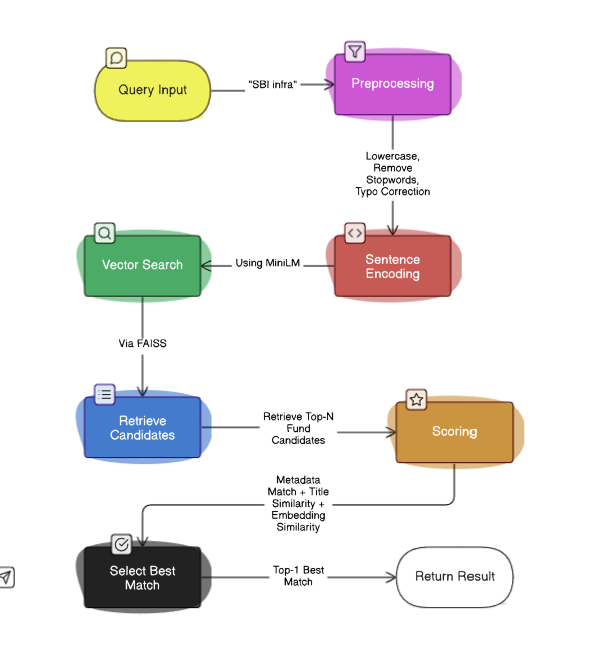 Query Input
"SBI infra"
Preprocessing
Lowercase,
Remove
Stopwords,
Typo Correction
Vector Search
Using MiniLM
Sentence
Encoding
Via FAISS
Retrieve
Candidates
Retrieve Top-N
Fund
Candidates
Scoring
Metadata
Match + Title
Similarity +
Embedding
Similarity
Select Best
Match
Top-1 Best
Match
Return Result